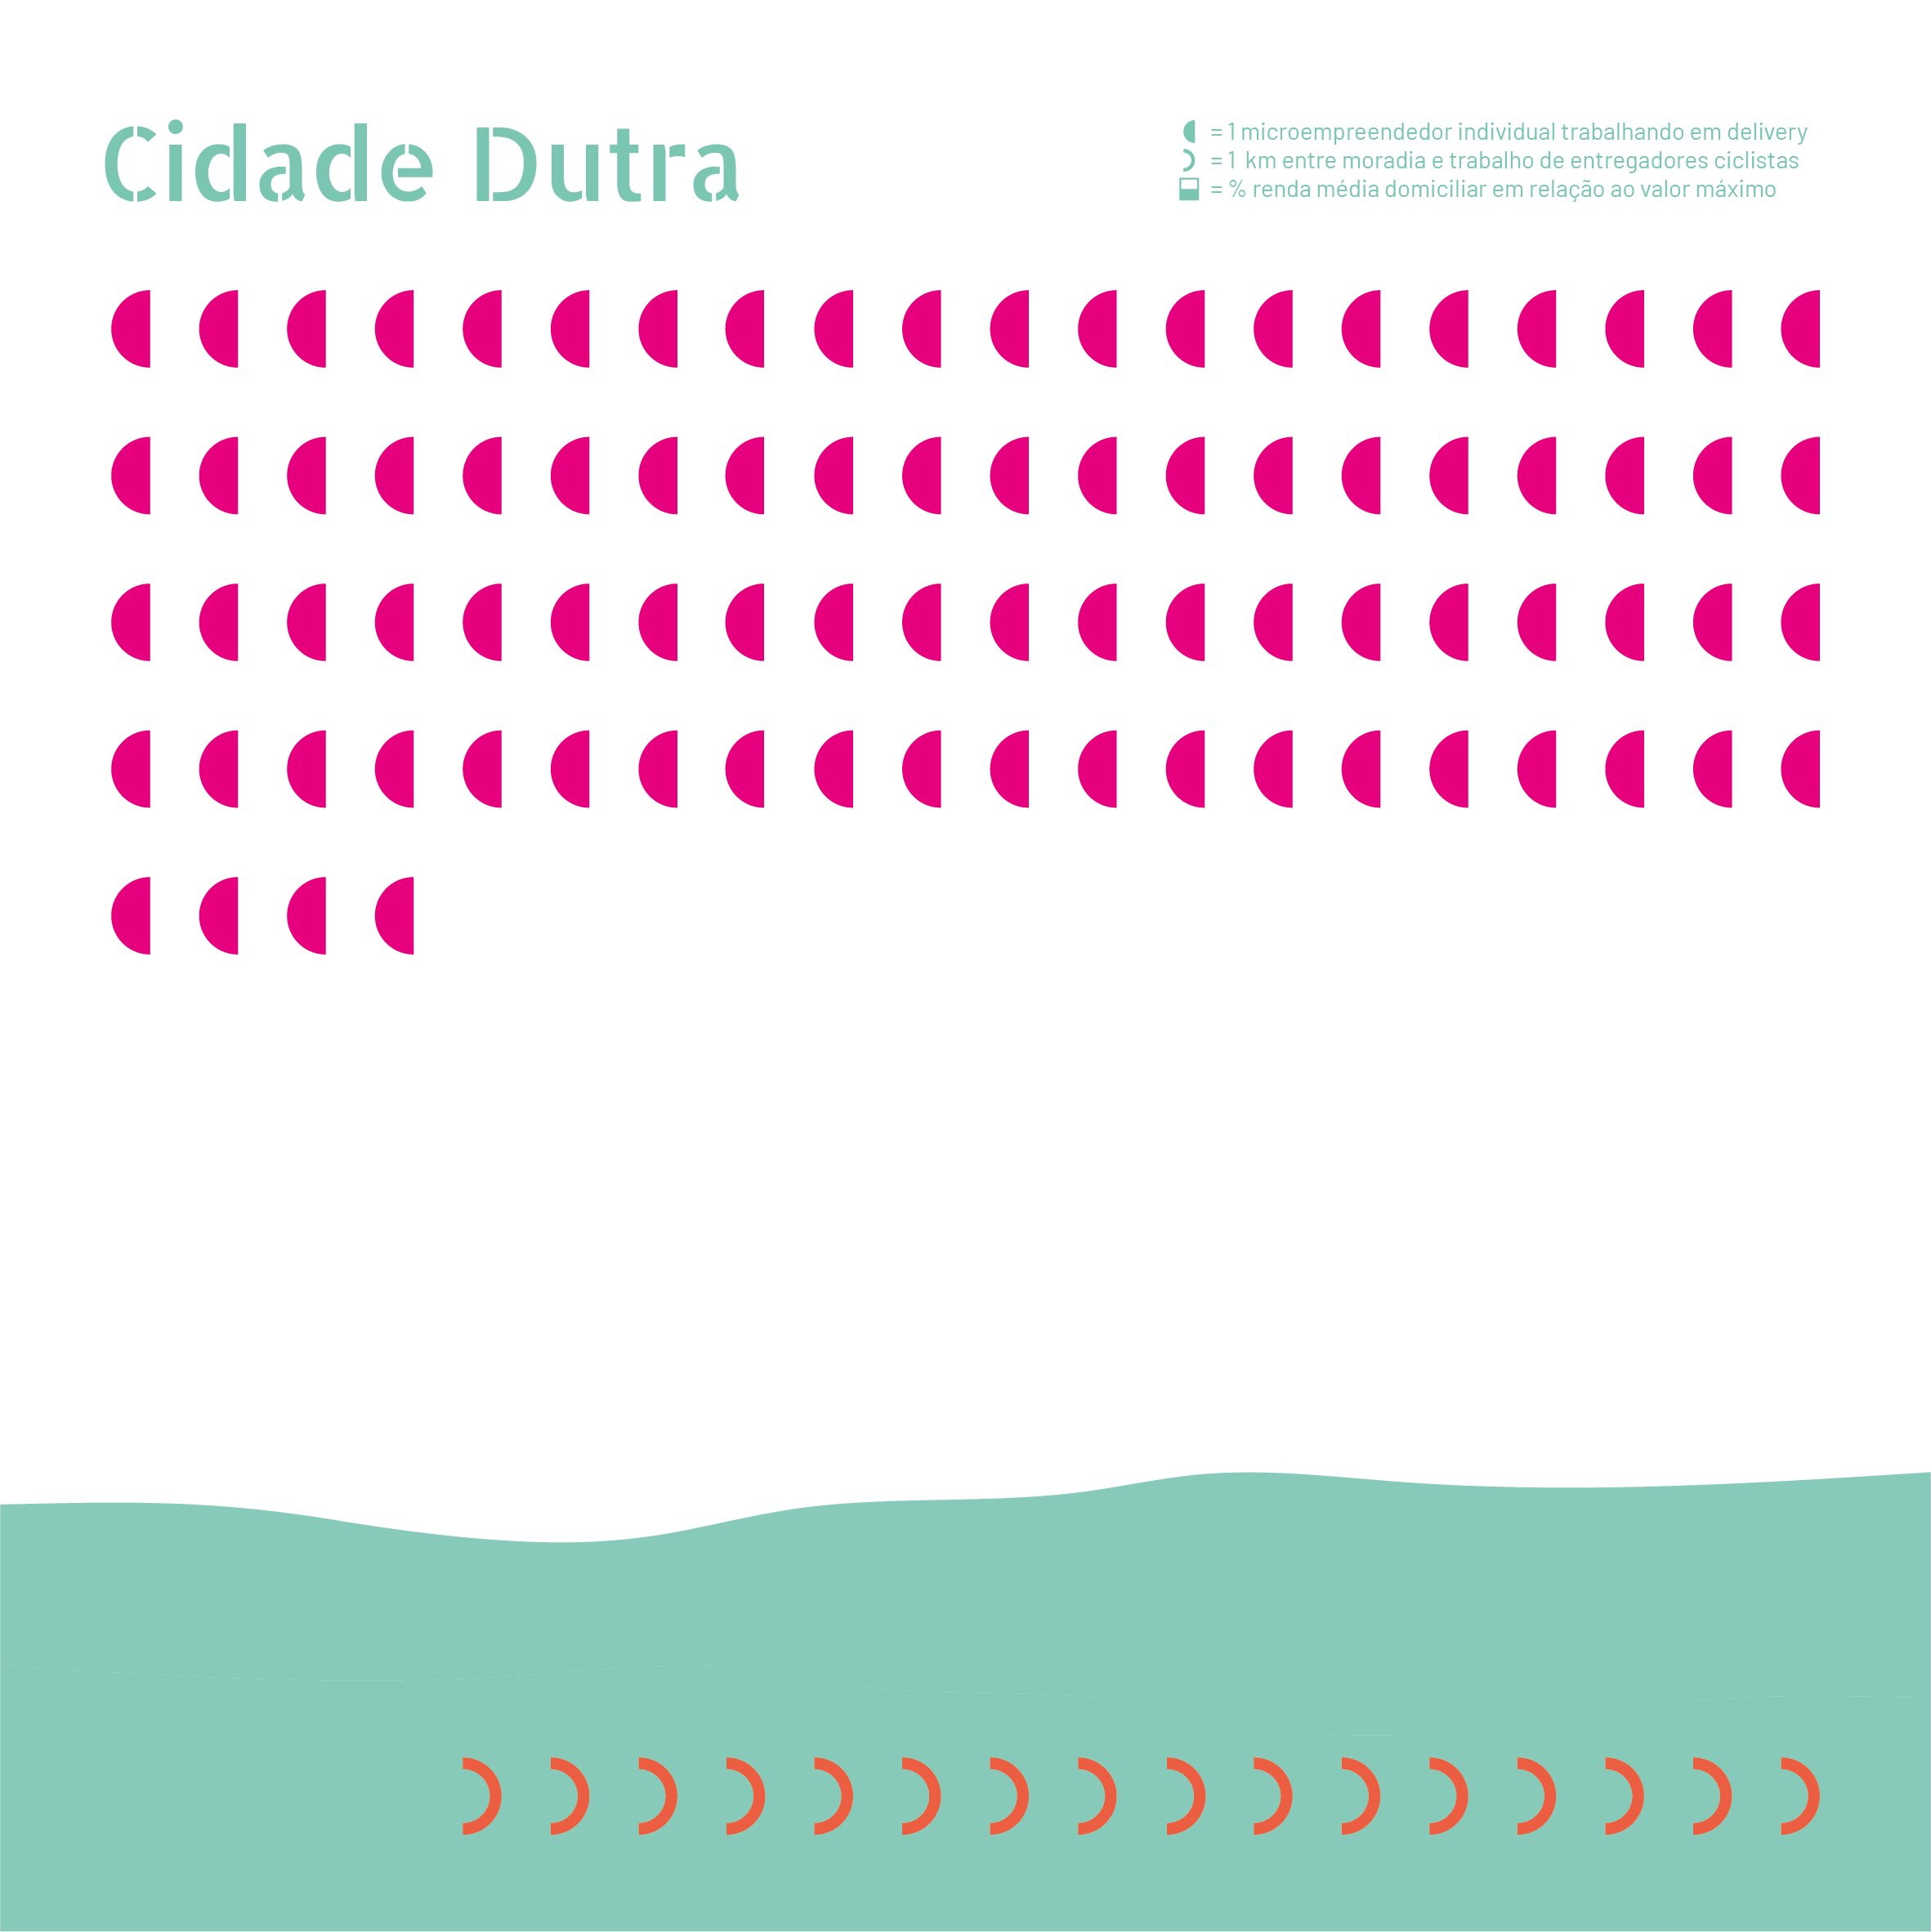 Cidade Dutra
= 1 microempreendedor individual trabalhando em delivery
= 1 km entre moradia e trabalho de entregadores ciclistas
= % renda média domiciliar em relação ao valor máximo